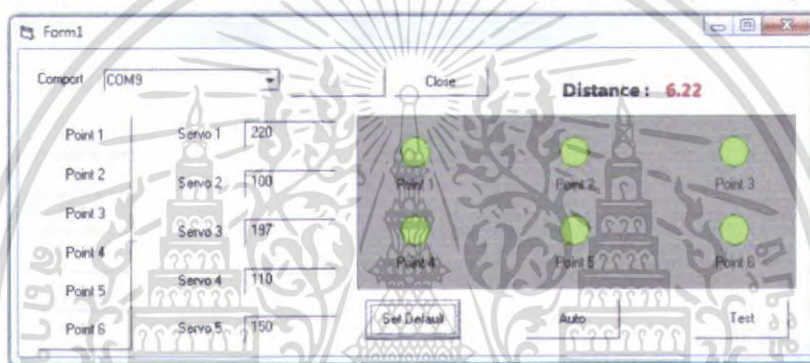 Form1
Comport COM9 Close Distance : 6.22
Point 1 Servo 1 220
Point 2 Servo 2 100
Point 3 Servo 3 197
Point 4 Servo 4 110
Point 5 Servo 5 150
Point 6
Point 1 Point 2 Point 3
Point 4 Point 5 Point 6
Set Default Auto Test